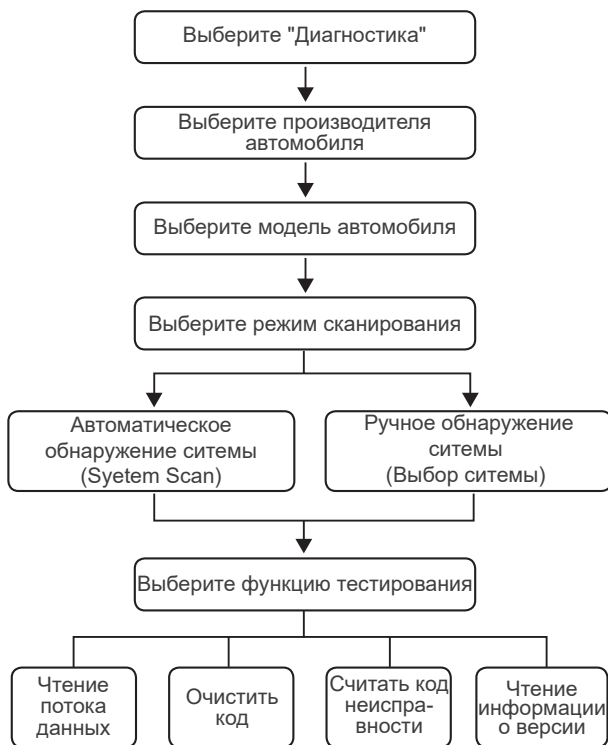 Выберите "Диагностика"
Выберите производителя
автомобиля
Выберите модель автомобиля
Выберите режим сканирования
Автоматическое
обнаружение ситемы
(Syetem Scan)
Ручное обнаружение
ситемы
(Выбор ситемы)
Выберите функцию тестирования
Чтение
потока
данных
Очистить
код
Считать код
неиспра-
вности
Чтение
информации
о версии